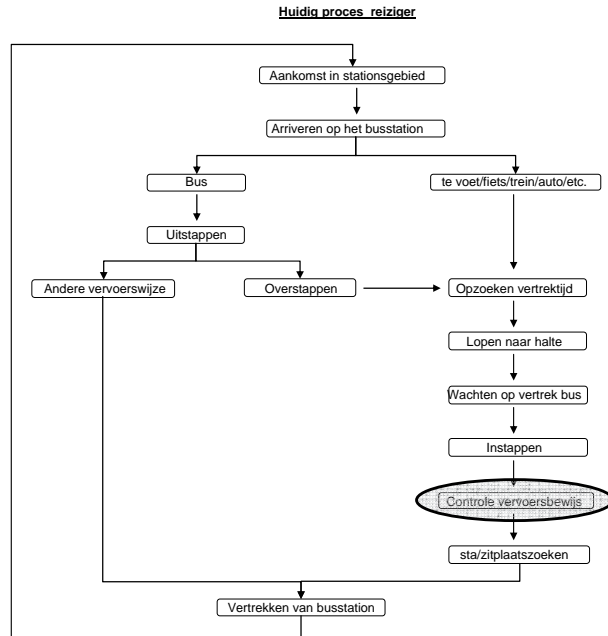 Huidig proces reiziger
Aankomst in stationsgebied
Arriveren op het busstation
Bus
te voet/fiets/trein/auto/etc.
Uitstappen
Andere vervoerswijze
Overstappen
Opzoeken vertrektijd
Lopen naar halte
Wachten op vertrek bus
Instappen
Controle vervoersbewijs
sta/zitplaatszoeken
Vertrekken van busstation